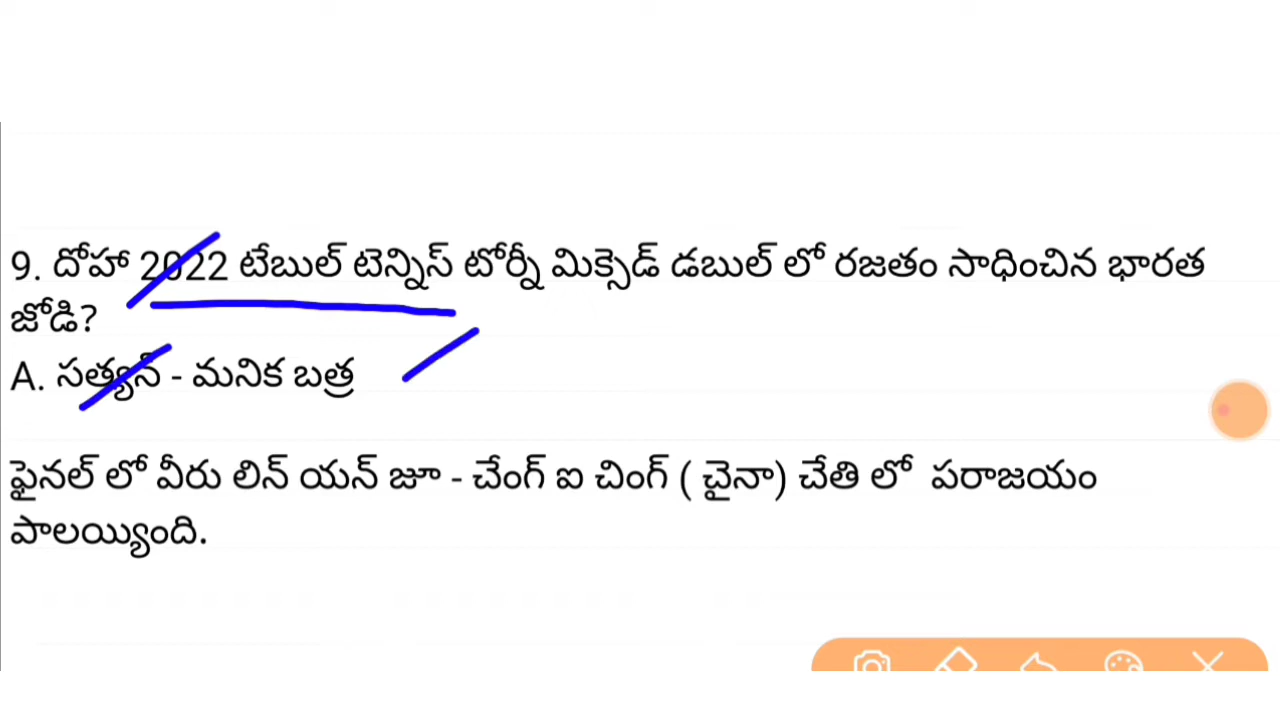 9. దోహా 2022 టేబుల్ టెన్నిస్ టోర్నీ మిక్సెడ్ డబుల్ లో రజతం సాధించిన భారత
జోడి?
A. సత్యన్ - మనిక బత్ర
ఫైనల్ లో వీరు లిన్ యన్ జూ - చేంగ్ ఐ చింగ్ ( చైనా) చేతి లో పరాజయం
పాలయ్యింది.